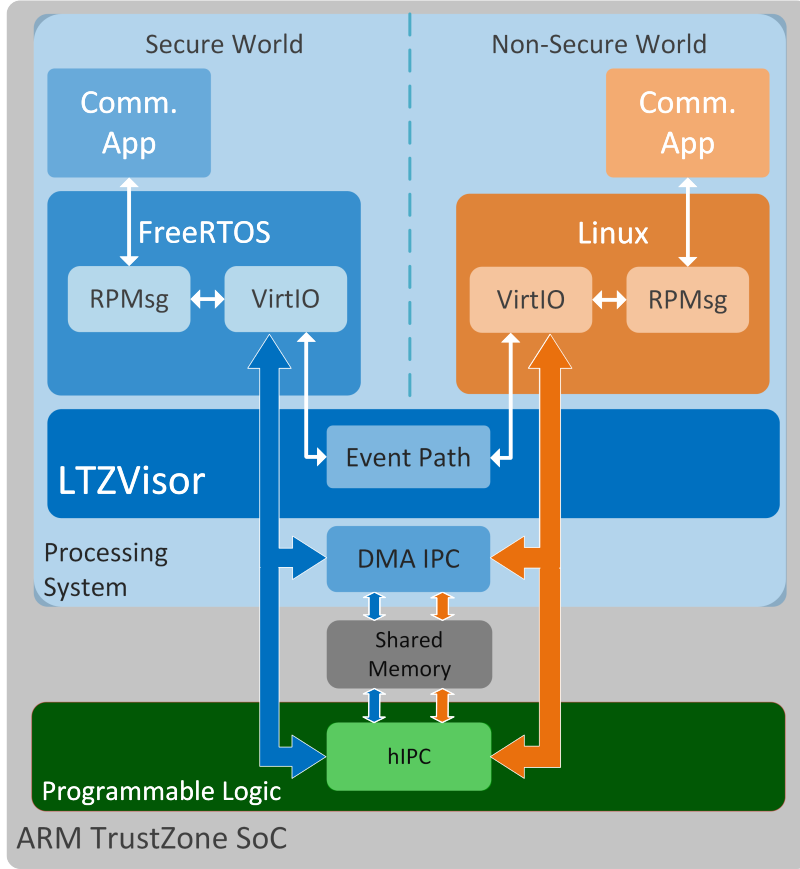 Secure World
Non-Secure World
Comm.
App
Comm.
App
FreeRTOS
Linux
RPMsg
VirtIO
VirtIO
RPMsg
Event Path
LTZVisor
Processing
System
DMA IPC
Shared
Memory
hIPC
Programmable Logic
ARM TrustZone SoC